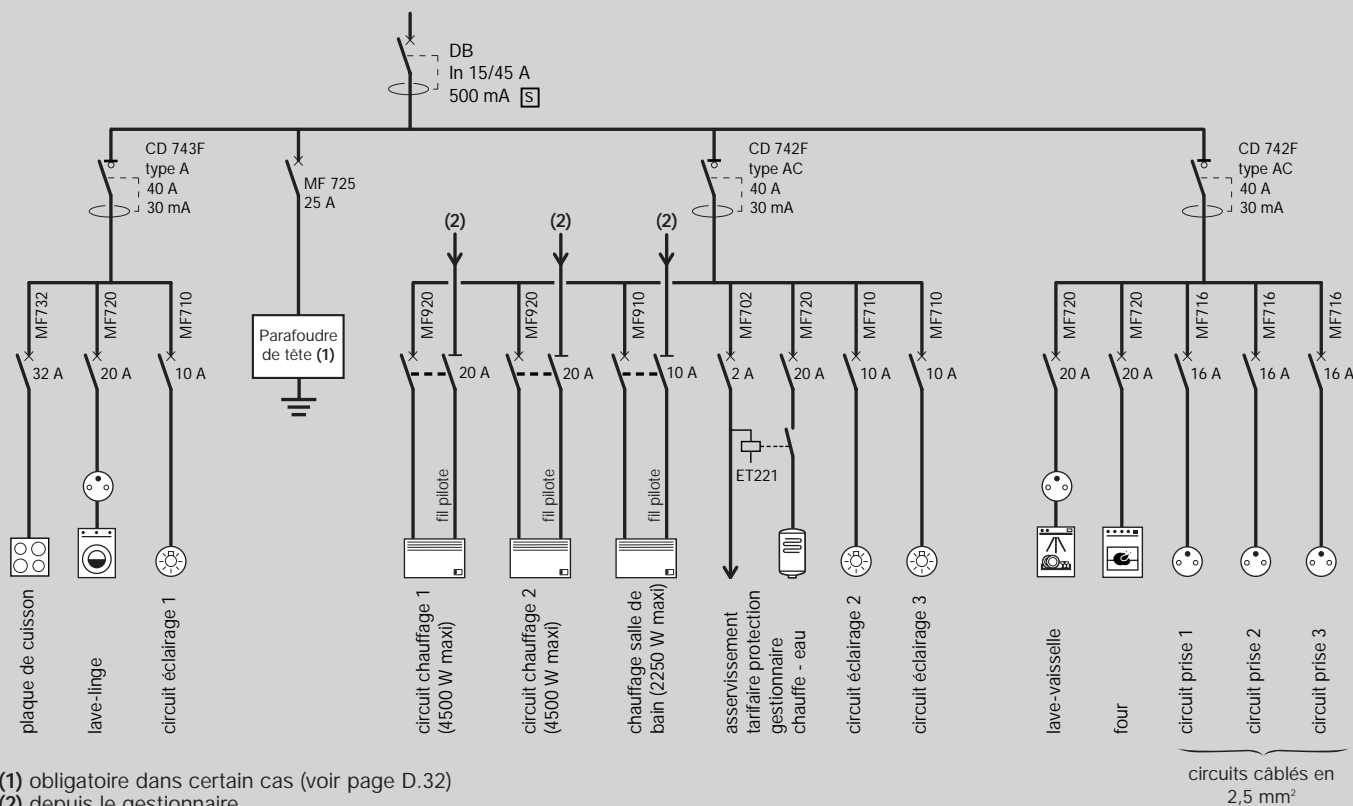 DB
In 15/45 A
500 mA S
CD 743F
type A
40 A
30 mA
MF 725
25 A
CD 742F
type AC
40 A
30 mA
CD 742F
type AC
40 A
30 mA
(2)
(2)
(2)
MF732
MF720
MF710
MF920
MF920
MF910
MF702
MF720
MF710
MF710
MF720
MF720
MF716
MF716
MF716
Parafoudre
de tête (1)
32 A
20 A
10 A
20 A
20 A
10 A
2 A
20 A
10 A
10 A
20 A
20 A
16 A
16 A
16 A
ET221
fil pilote
fil pilote
fil pilote
plaque de cuisson
lave-linge
circuit éclairage 1
circuit chauffage 1
(4500 W maxi)
circuit chauffage 2
(4500 W maxi)
chauffage salle de
bain (2250 W maxi)
asservissement
tarifaire protection
gestionnaire
chauffe - eau
circuit éclairage 2
circuit éclairage 3
lave-vaisselle
four
circuit prise 1
circuit prise 2
circuit prise 3
circuits câblés en
2,5 mm²
(1) obligatoire dans certain cas (voir page D.32)
(2) depuis le gestionnaire